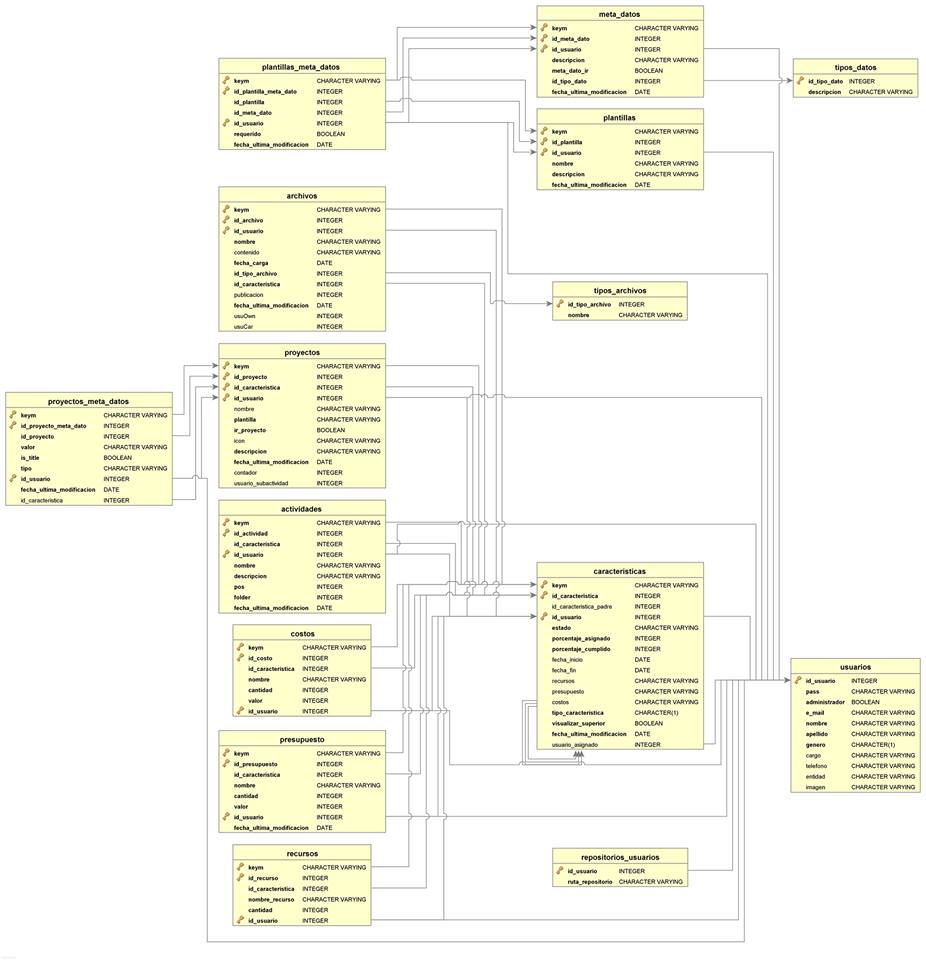 meta_datos
keym CHARACTER VARYING
id_meta_dato INTEGER
id_usuario INTEGER
descripcion CHARACTER VARYING
meta_dato_ir BOOLEAN
id_tipo_dato INTEGER
fecha_ultima_modificacion DATE
tipos_datos
id_tipo_dato INTEGER
descripcion CHARACTER VARYING
plantillas_meta_datos
keym CHARACTER VARYING
id_plantilla_meta_dato INTEGER
id_plantilla INTEGER
id_meta_dato INTEGER
id_usuario INTEGER
requerido BOOLEAN
fecha_ultima_modificacion DATE
plantillas
keym CHARACTER VARYING
id_plantilla INTEGER
id_usuario INTEGER
nombre CHARACTER VARYING
descripcion CHARACTER VARYING
fecha_ultima_modificacion DATE
archivos
keym CHARACTER VARYING
id_archivo INTEGER
id_usuario INTEGER
nombre CHARACTER VARYING
contenido CHARACTER VARYING
fecha_carga DATE
id_tipo_archivo INTEGER
id_caracteristica INTEGER
publicacion INTEGER
fecha_ultima_modificacion DATE
usuOwn INTEGER
usuCar INTEGER
tipos_archivos
id_tipo_archivo INTEGER
nombre CHARACTER VARYING
proyectos
keym CHARACTER VARYING
id_proyecto INTEGER
id_caracteristica INTEGER
id_usuario INTEGER
nombre CHARACTER VARYING
plantilla CHARACTER VARYING
ir_proyecto BOOLEAN
icon CHARACTER VARYING
descripcion CHARACTER VARYING
fecha_ultima_modificacion DATE
contador INTEGER
usuario_subactividad INTEGER
proyectos_meta_datos
keym CHARACTER VARYING
id_proyecto_meta_dato INTEGER
id_proyecto INTEGER
valor CHARACTER VARYING
is_title BOOLEAN
tipo CHARACTER VARYING
id_usuario INTEGER
fecha_ultima_modificacion DATE
id_caracteristica INTEGER
actividades
keym CHARACTER VARYING
id_actividad INTEGER
id_caracteristica INTEGER
id_usuario INTEGER
nombre CHARACTER VARYING
descripcion CHARACTER VARYING
pos INTEGER
folder INTEGER
fecha_ultima_modificacion DATE
caracteristicas
keym CHARACTER VARYING
id_caracteristica INTEGER
id_caracteristica_padre INTEGER
id_usuario INTEGER
estado CHARACTER VARYING
porcentaje_asignado INTEGER
porcentaje_cumplido INTEGER
fecha_inicio DATE
fecha_fin DATE
recursos CHARACTER VARYING
presupuesto CHARACTER VARYING
costos CHARACTER VARYING
tipo_caracteristica CHARACTER(1)
visualizar_superior BOOLEAN
fecha_ultima_modificacion DATE
usuario_asignado INTEGER
costos
keym CHARACTER VARYING
id_costo INTEGER
id_caracteristica INTEGER
nombre CHARACTER VARYING
cantidad INTEGER
valor INTEGER
id_usuario INTEGER
usuarios
id_usuario INTEGER
pass CHARACTER VARYING
administrador BOOLEAN
e_mail CHARACTER VARYING
nombre CHARACTER VARYING
apellido CHARACTER VARYING
genero CHARACTER(1)
cargo CHARACTER VARYING
telefono CHARACTER VARYING
entidad CHARACTER VARYING
imagen CHARACTER VARYING
presupuesto
keym CHARACTER VARYING
id_presupuesto INTEGER
id_caracteristica INTEGER
nombre CHARACTER VARYING
cantidad INTEGER
valor INTEGER
id_usuario INTEGER
fecha_ultima_modificacion DATE
recursos
keym CHARACTER VARYING
id_recurso INTEGER
id_caracteristica INTEGER
nombre_recurso CHARACTER VARYING
cantidad INTEGER
id_usuario INTEGER
repositorios_usuarios
id_usuario INTEGER
ruta_repositorio CHARACTER VARYING